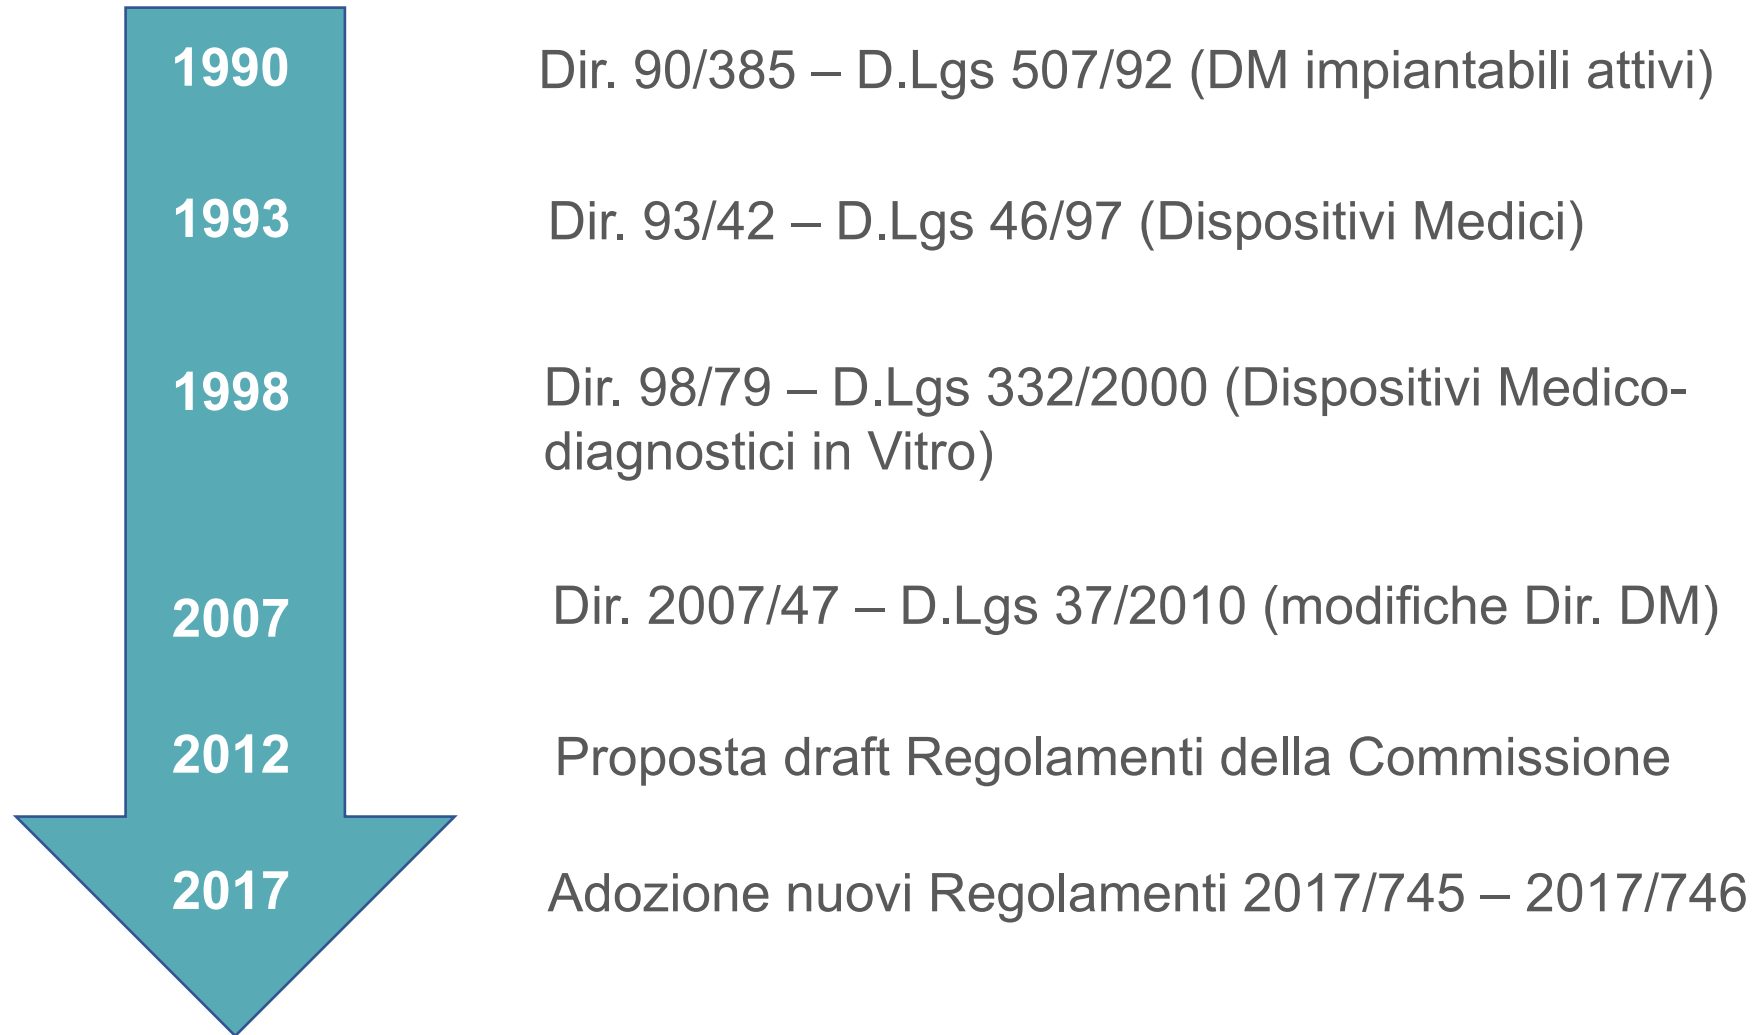 1990
Dir. 90/385 – D.Lgs 507/92 (DM impiantabili attivi)
1993
Dir. 93/42 – D.Lgs 46/97 (Dispositivi Medici)
1998
Dir. 98/79 – D.Lgs 332/2000 (Dispositivi Medico-
diagnostici in Vitro)
2007
Dir. 2007/47 – D.Lgs 37/2010 (modifiche Dir. DM)
2012
Proposta draft Regolamenti della Commissione
2017
Adozione nuovi Regolamenti 2017/745 – 2017/746